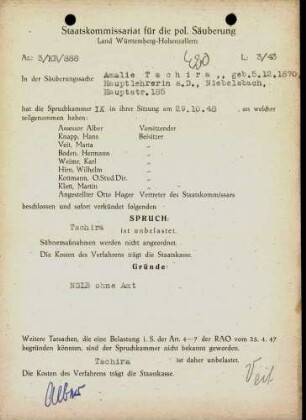 Staatskommissariat für die pol. Säuberung
Land Württemberg-Hohenzollern
Az: 3/KB/888
L: 3/43
In der Säuberungssache Amalie Tschira ,, geb.5.12.1870,
Hauptlehrerin a.D., Niebelsbach,
Hauptstr.185
hat die Spruchkammer IX in ihrer Sitzung am 29.10.48 , an welcher
teilgenommen haben:
Assessor Alber Vorsitzender
Knapp, Hans Beisitzer
Veit, Maria "
Boden, Hermann "
Weime, Karl "
Hirn, Wilhelm "
Kottmann, O.Stud.Dir. "
Klatt, Martin "
Angestellter Otto Hager Vertreter des Staatskommissars
beschlossen und sofort verkündet folgenden
SPRUCH:
Tschira
ist unbelastet.
Sühnemaßnahmen werden nicht angeordnet.
Die Kosten des Verfahrens trägt die Staatskasse.
Gründe:
NSLB ohne Amt
Weitere Tatsachen, die eine Belastung i. S. der Art. 4–7 der RAO vom 25. 4. 47
begründen könnten, sind der Spruchkammer nicht bekannt geworden.
Tschira ist daher unbelastet.
Die Kosten des Verfahrens trägt die Staatskasse.
Veit
Alber